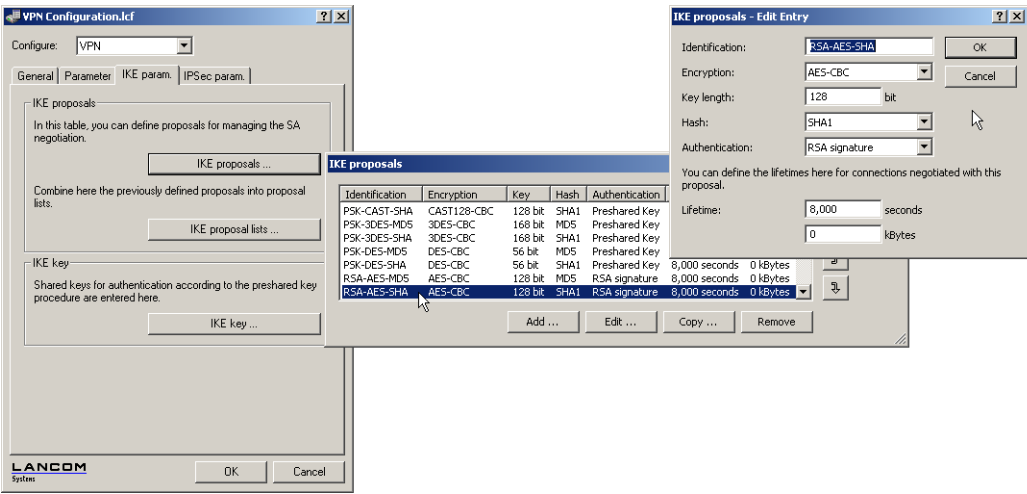 VPN Configuration.lcf
Configure: VPN
General Parameter IKE param. IPSec param.
IKE proposals
In this table, you can define proposals for managing the SA
negotiation.
IKE proposals ...
Combine here the previously defined proposals into proposal
lists.
IKE proposal lists ...
IKE key
Shared keys for authentication according to the preshared key
procedure are entered here.
IKE key ...
LANCOM
Systems
OK Cancel
IKE proposals
Identification Encryption Key Hash Authentication
PSK-CAST-SHA CAST128-CBC 128 bit SHA1 Preshared Key
PSK-3DES-MD5 3DES-CBC 168 bit MD5 Preshared Key
PSK-3DES-SHA 3DES-CBC 168 bit SHA1 Preshared Key
PSK-DES-MD5 DES-CBC 56 bit MD5 Preshared Key
PSK-DES-SHA DES-CBC 56 bit SHA1 Preshared Key 8,000 seconds 0 kBytes
RSA-AES-MD5 AES-CBC 128 bit MD5 RSA signature 8,000 seconds 0 kBytes
RSA-AES-SHA AES-CBC 128 bit SHA1 RSA signature 8,000 seconds 0 kBytes
Add ... Edit ... Copy ... Remove
IKE proposals - Edit Entry
Identification: RSA-AES-SHA OK
Encryption: AES-CBC Cancel
Key length: 128 bit
Hash: SHA1
Authentication: RSA signature
You can define the lifetimes here for connections negotiated with this
proposal.
Lifetime: 8,000 seconds
0 kBytes